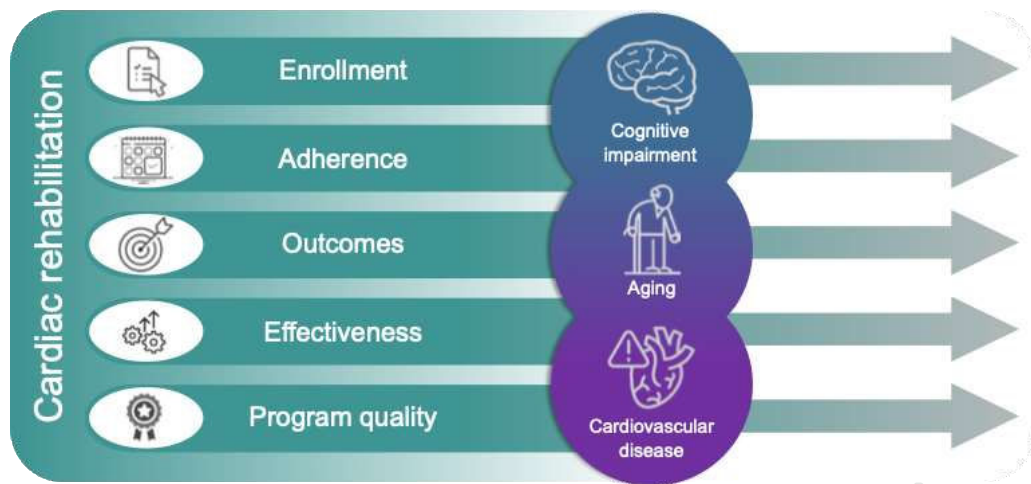 Cardiac rehabilitation
Enrollment
Adherence
Outcomes
Effectiveness
Program quality
Cognitive
impairment
Aging
Cardiovascular
disease